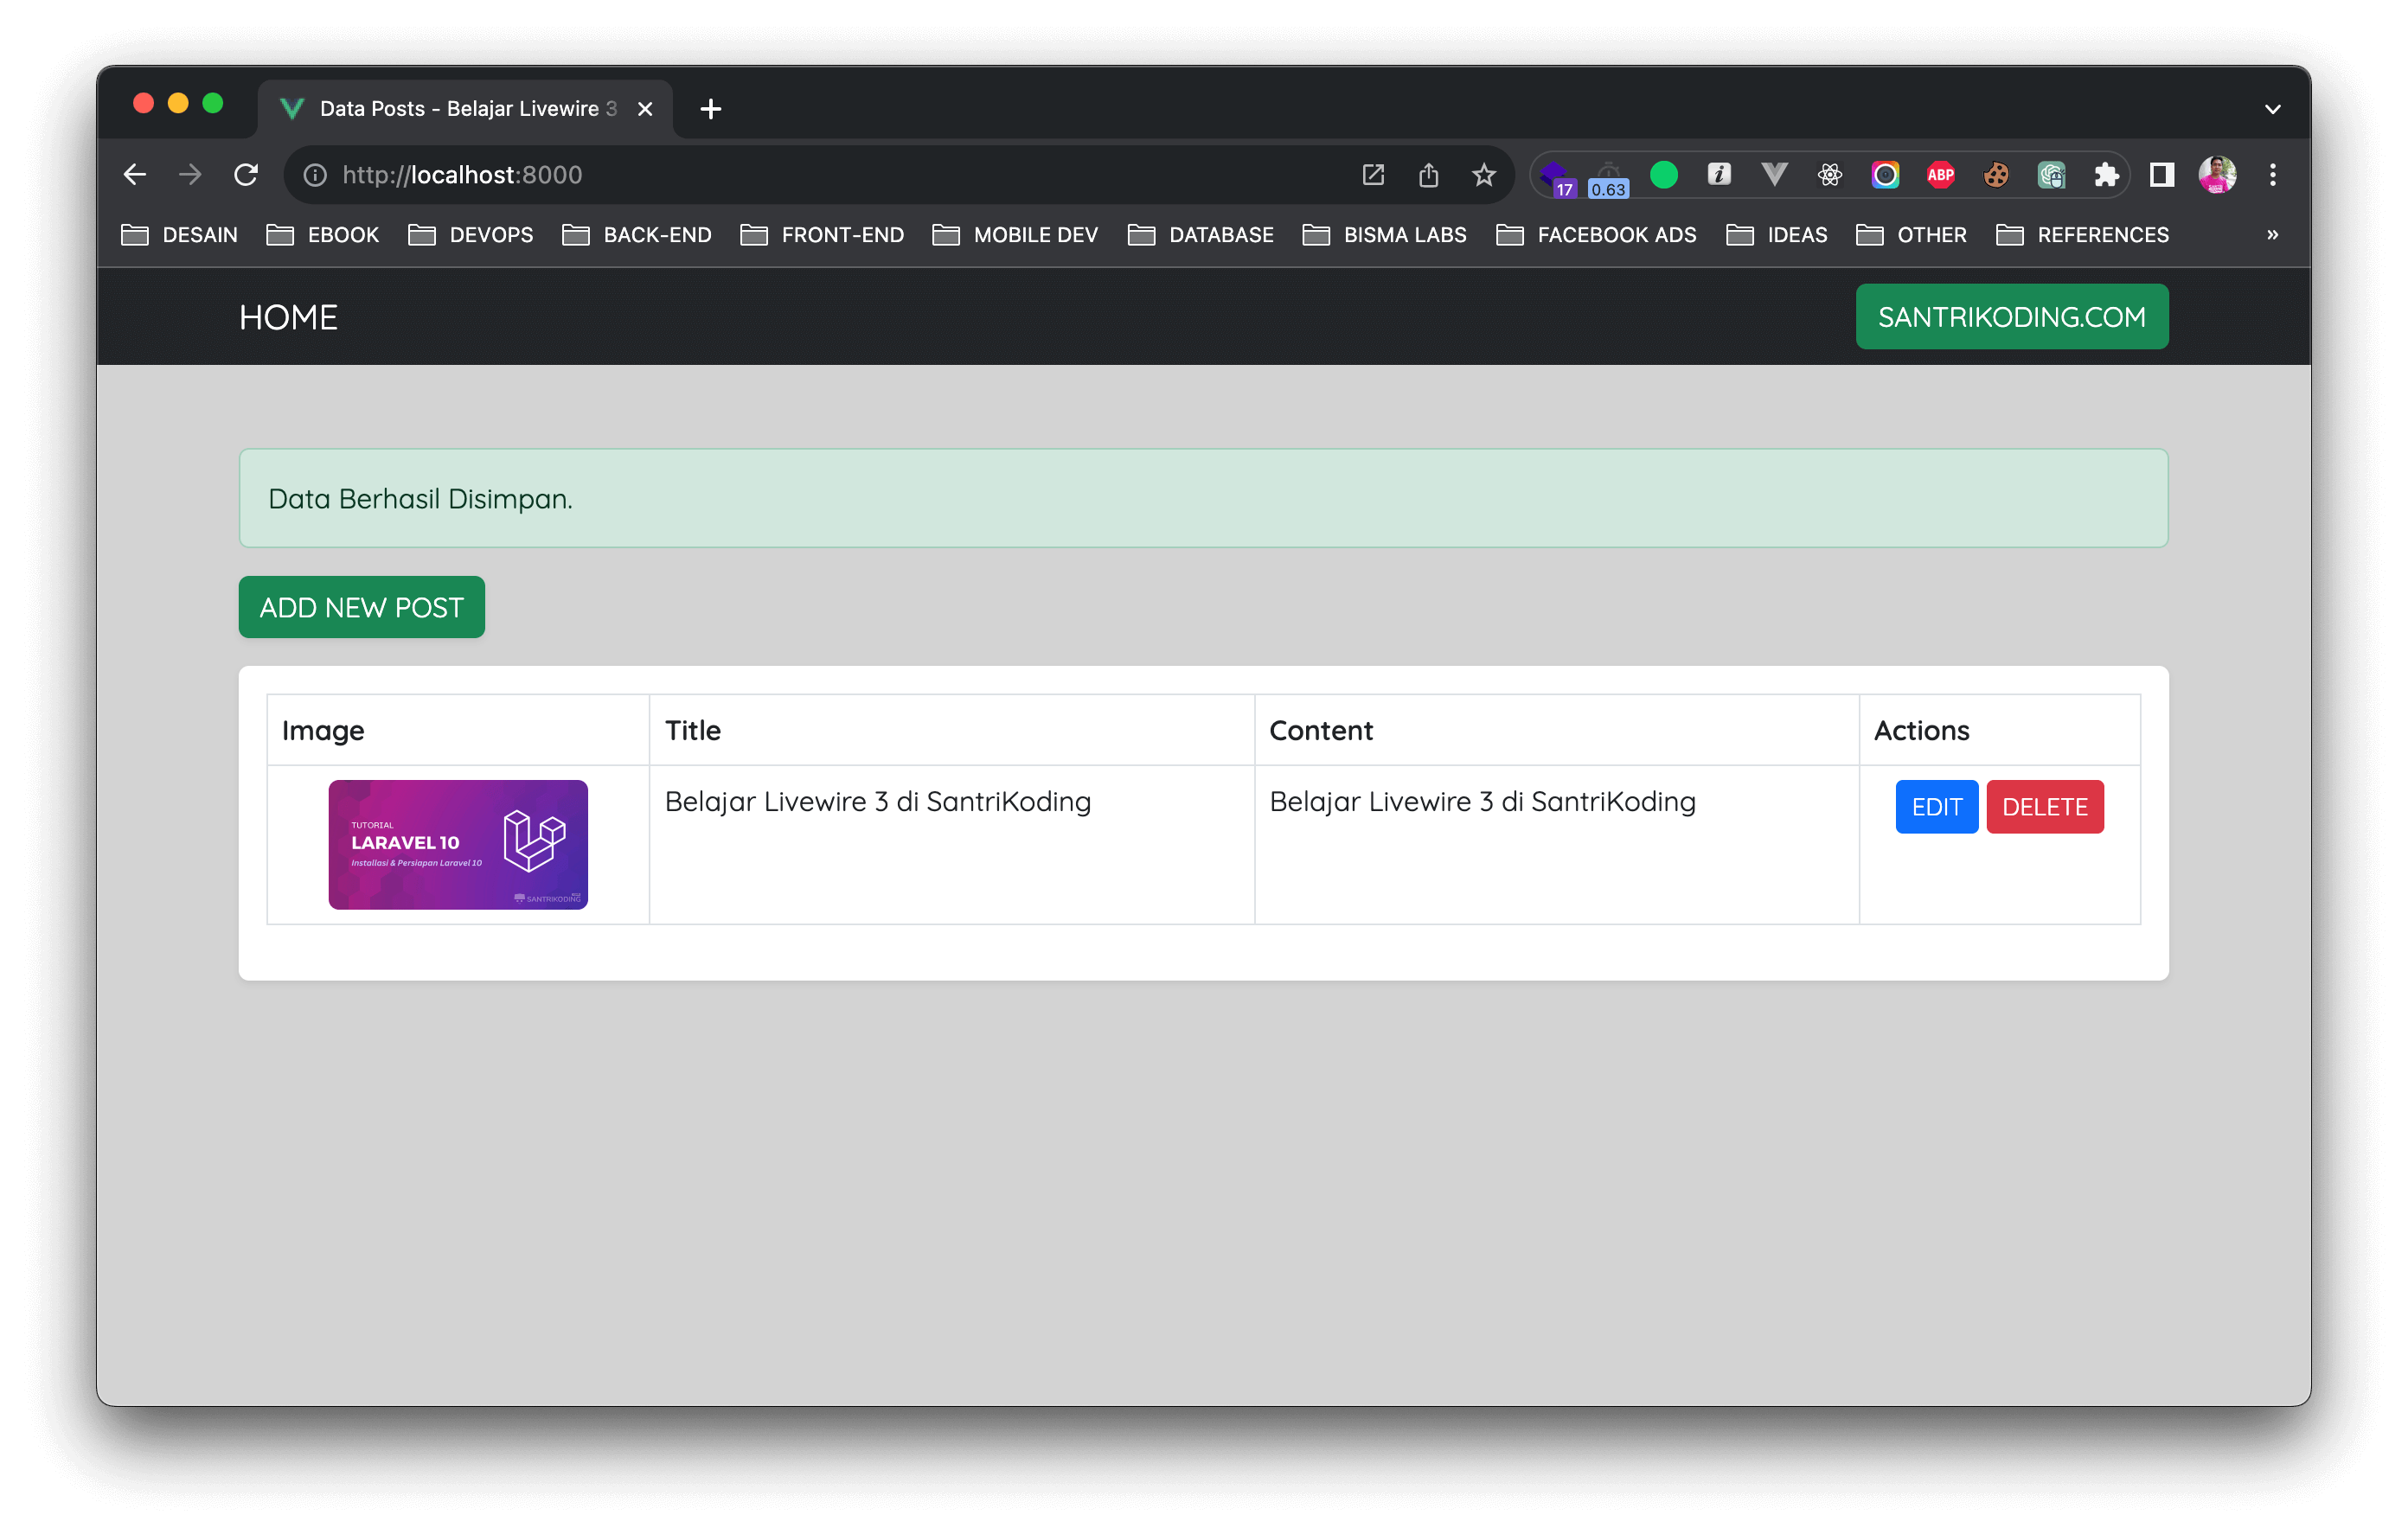 Data Posts - Belajar Livewire 3
http://localhost:8000
17
0.63
ABP
DESAIN EBOOK DEVOPS BACK-END FRONT-END MOBILE DEV DATABASE BISMA LABS FACEBOOK ADS IDEAS OTHER REFERENCES »
HOME
SANTRIKODING.COM
Data Berhasil Disimpan.
ADD NEW POST
Image Title Content Actions
TUTORIAL
LARAVEL 10
Installasi & Persiapan Laravel 10
SANTRIKODING
Belajar Livewire 3 di SantriKoding
Belajar Livewire 3 di SantriKoding
EDIT DELETE